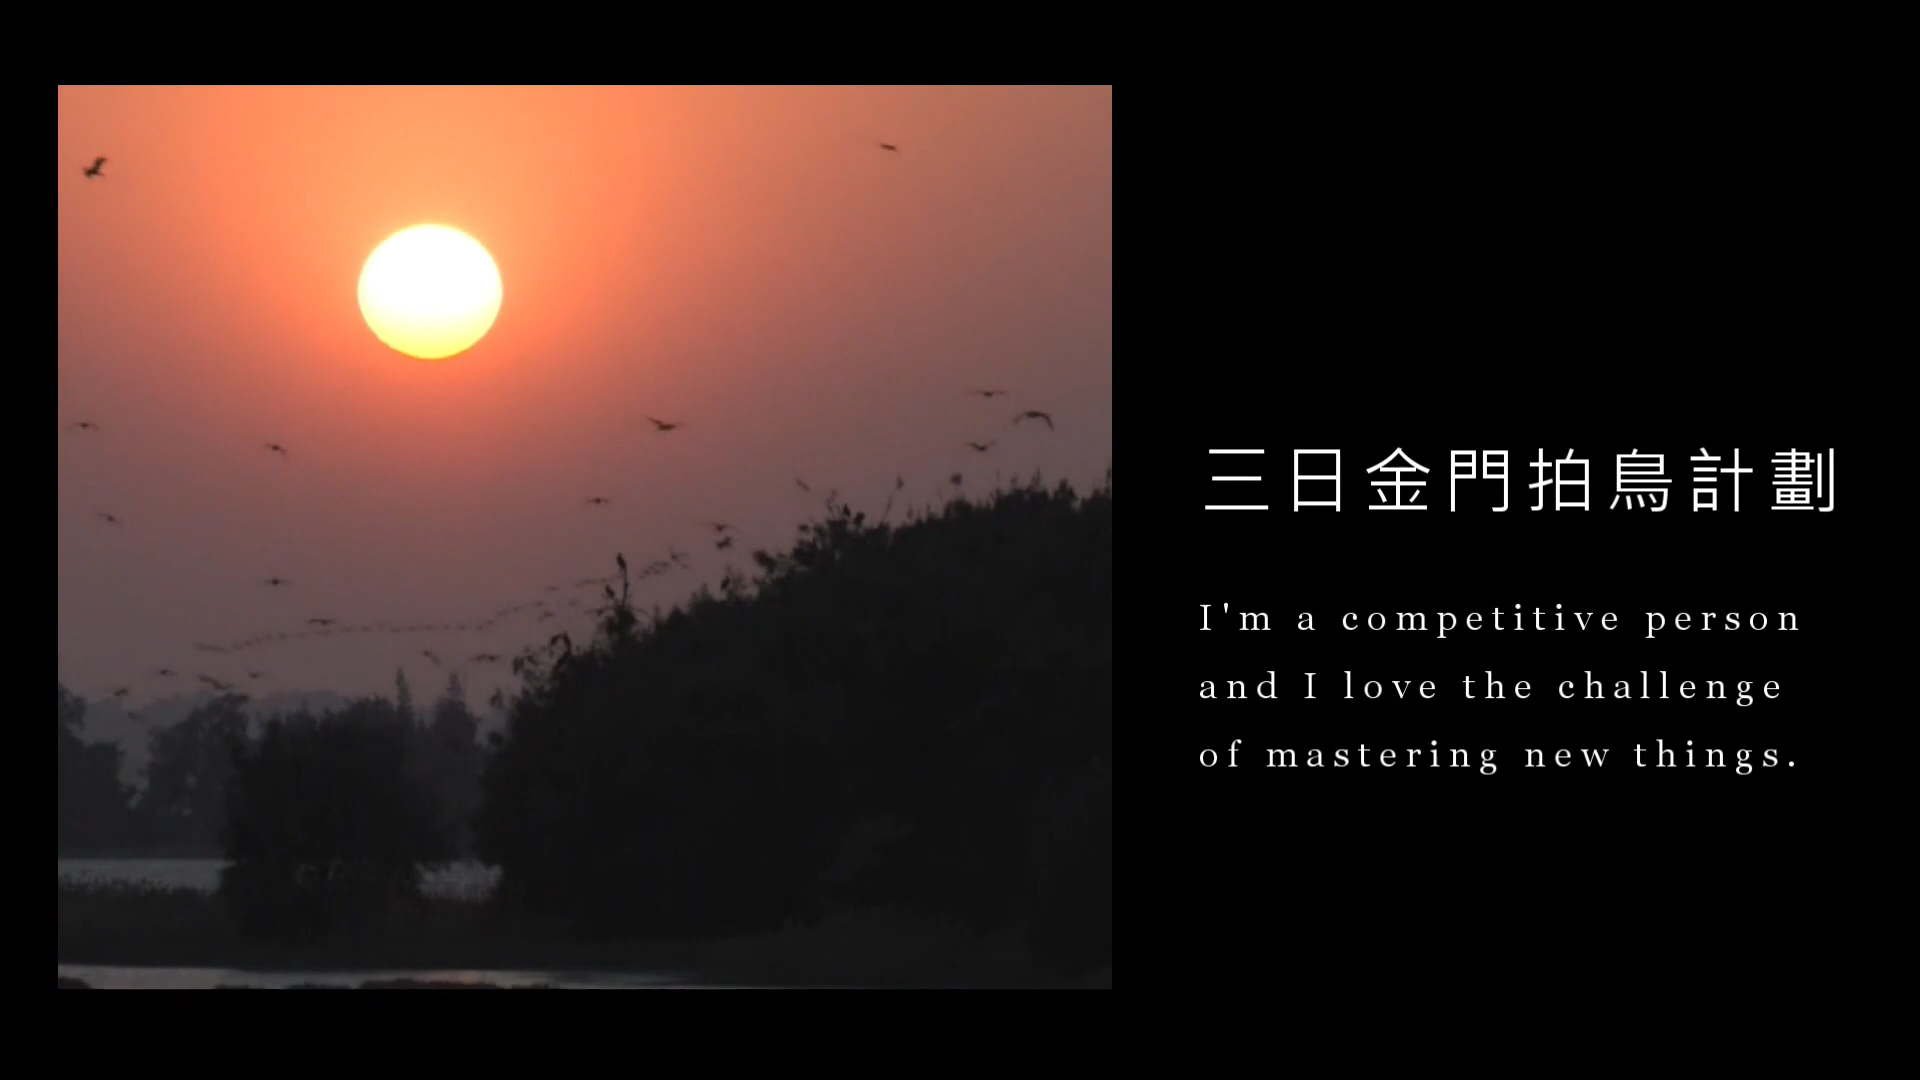 三日金門拍鳥計劃
I'm a competitive person
and I love the challenge
of mastering new things.